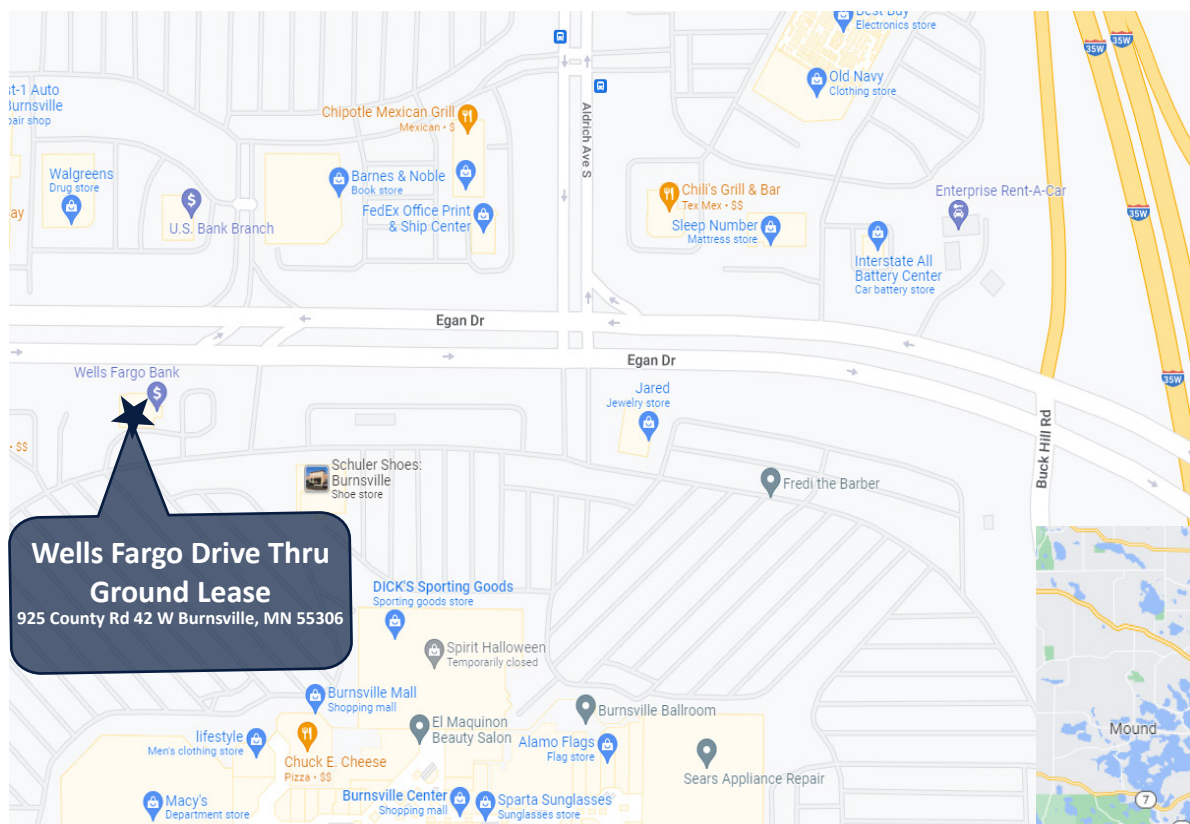 Best Buy
Electronics store
35W
35W
Old Navy
Clothing store
st-1 Auto
Burnsville
pair shop
Chipotle Mexican Grill
Mexican • $
Aldrich Ave S
Walgreens
Drug store
Barnes & Noble
Book store
Chili's Grill & Bar
Tex Mex • $$
Enterprise Rent-A-Car
ay
$
U.S. Bank Branch
FedEx Office Print
& Ship Center
Sleep Number
Mattress store
35W
Interstate All
Battery Center
Car battery store
Egan Dr
Egan Dr
Wells Fargo Bank
$
35W
Jared
Jewelry store
• $$
Buck Hill Rd
Schuler Shoes:
Burnsville
Shoe store
Fredi the Barber
Wells Fargo Drive Thru
Ground Lease
925 County Rd 42 W Burnsville, MN 55306
DICK'S Sporting Goods
Sporting goods store
Spirit Halloween
Temporarily closed
Burnsville Mall
Shopping mall
El Maquinon
Beauty Salon
Burnsville Ballroom
lifestyle
Men's clothing store
Alamo Flags
Flag store
Mound
Chuck E. Cheese
Pizza • $$
Sears Appliance Repair
Macy's
Department store
Burnsville Center
Shopping mall
Sparta Sunglasses
Sunglasses store
7